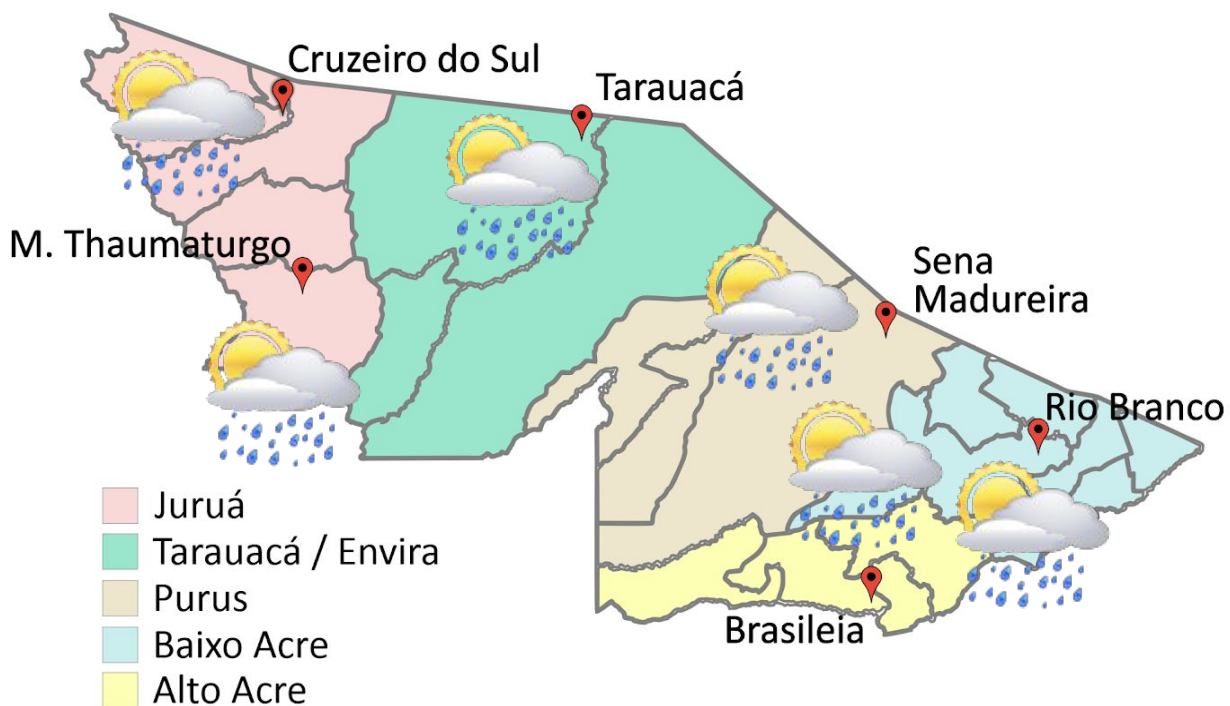 Cruzeiro do Sul
Tarauacá
M. Thaumaturgo
Sena
Madureira
Rio Branco
Brasileia
Juruá
Tarauacá / Envira
Purus
Baixo Acre
Alto Acre